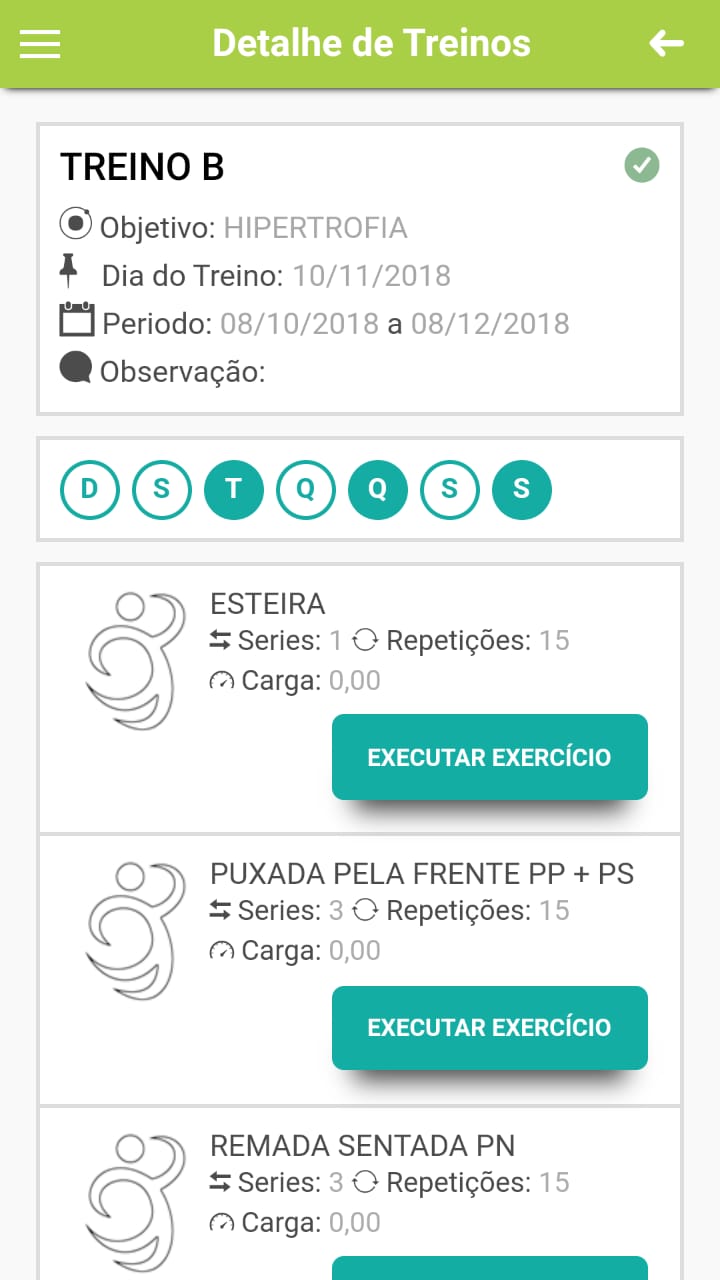 Detalhe de Treinos
TREINO B
Objetivo: HIPERTROFIA
Dia do Treino: 10/11/2018
Periodo: 08/10/2018 a 08/12/2018
Observação:
D S T Q Q S S
ESTEIRA
Series: 1 Repetições: 15
Carga: 0,00
EXECUTAR EXERCÍCIO
PUXADA PELA FRENTE PP + PS
Series: 3 Repetições: 15
Carga: 0,00
EXECUTAR EXERCÍCIO
REMADA SENTADA PN
Series: 3 Repetições: 15
Carga: 0,00